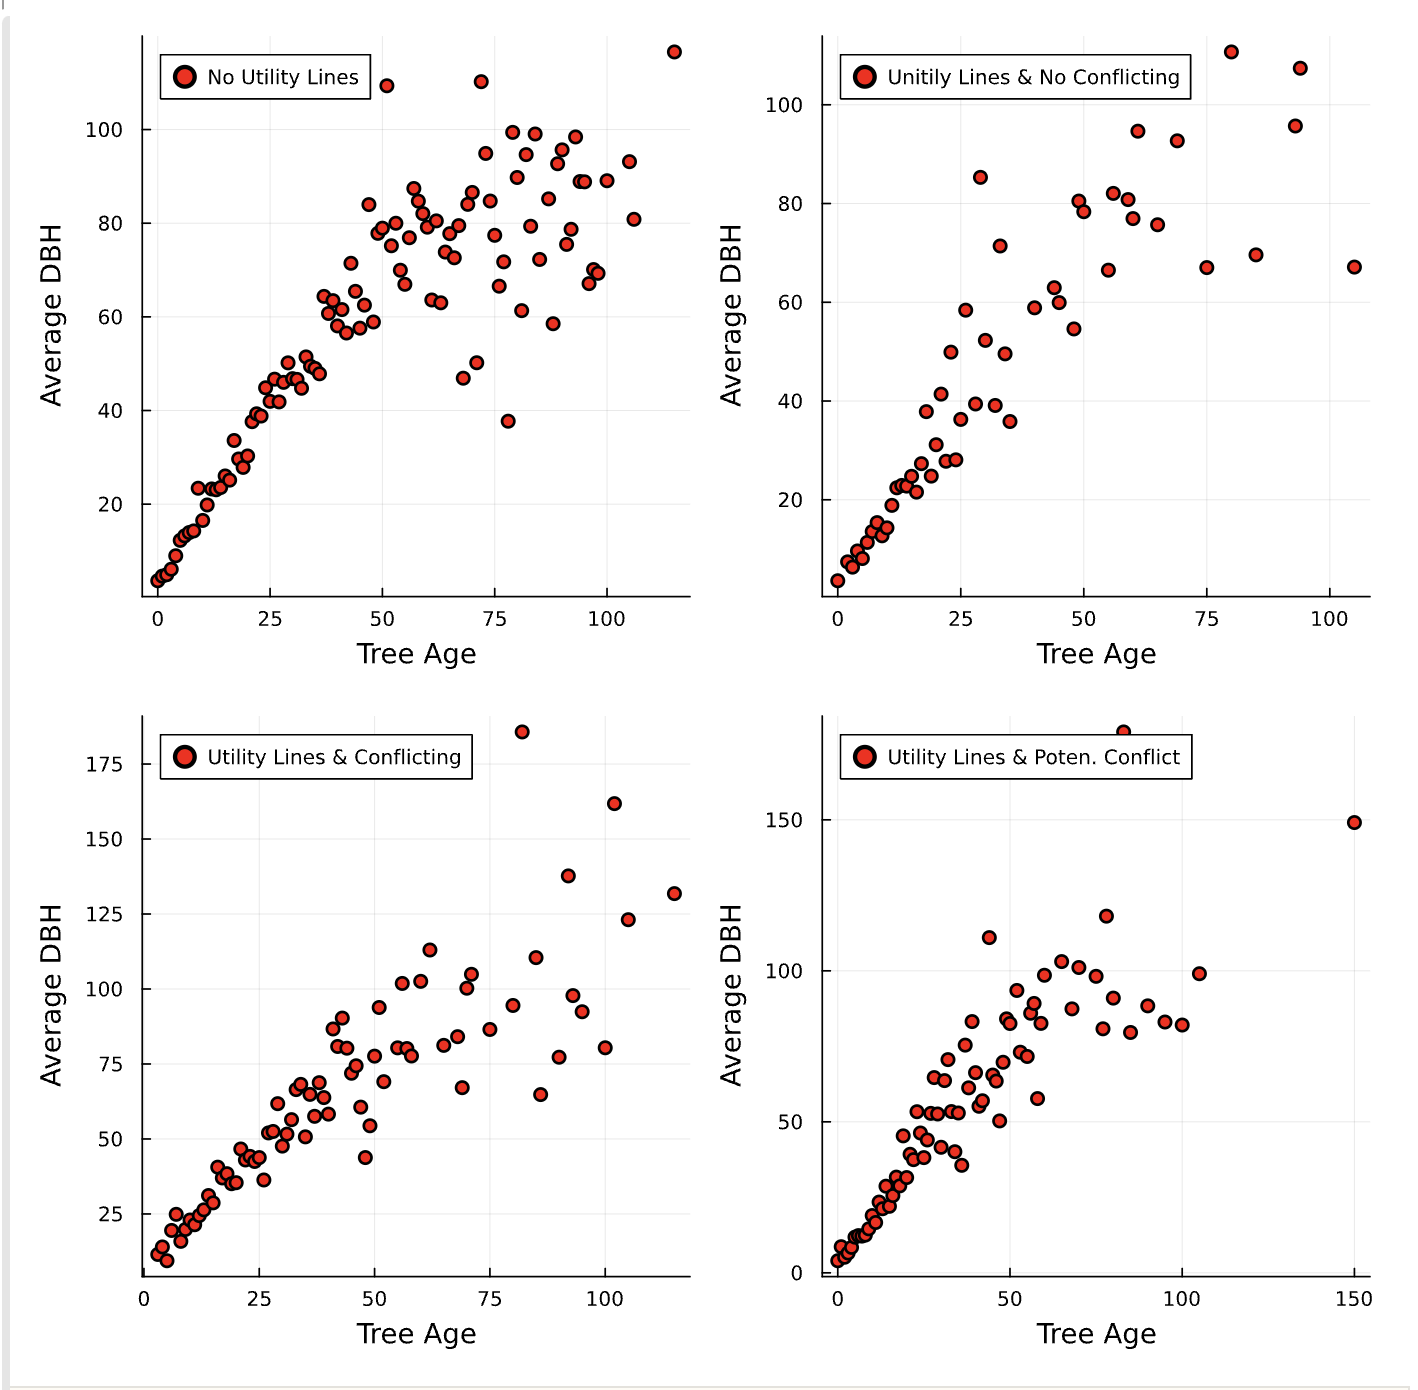 No Utility Lines
100
80
60
40
20
Average DBH
0 25 50 75 100
Tree Age
Unitily Lines & No Conflicting
100
80
60
40
20
Average DBH
0 25 50 75 100
Tree Age
Utility Lines & Conflicting
175
150
125
100
75
50
25
Average DBH
0 25 50 75 100
Tree Age
Utility Lines & Poten. Conflict
150
100
50
0
Average DBH
0 50 100 150
Tree Age